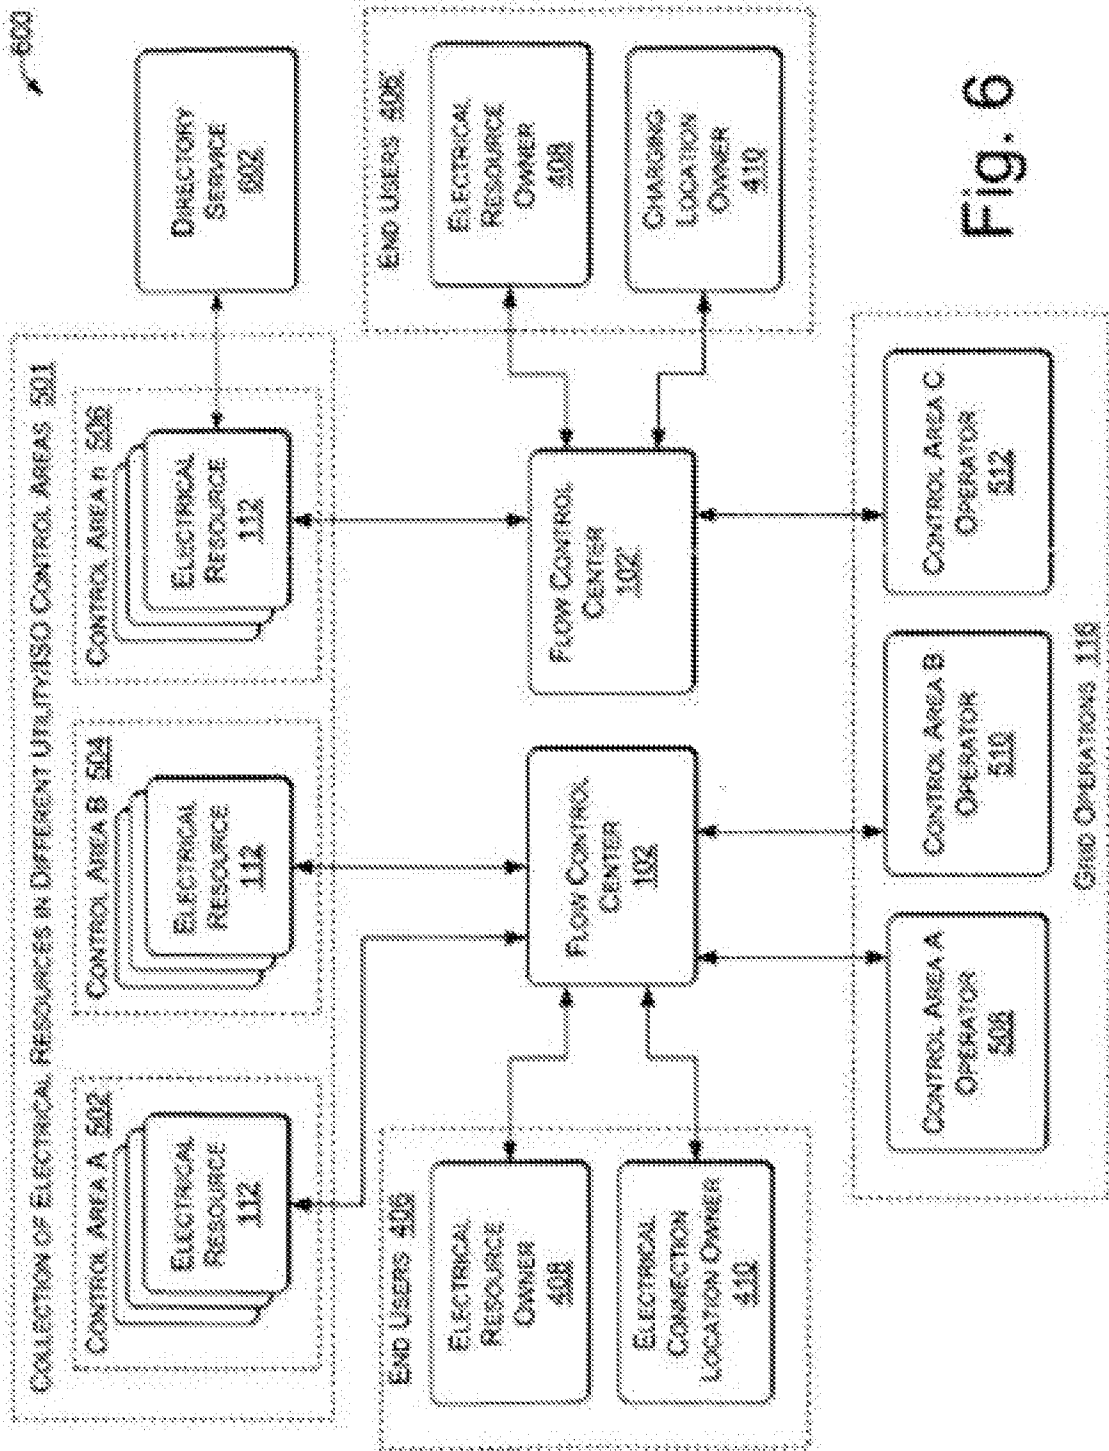 600
COLLECTION OF ELECTRICAL RESOURCES IN DIFFERENT UTILITY/ISO CONTROL AREAS 501
CONTROL AREA A 502
ELECTRICAL
RESOURCE
112
CONTROL AREA B 504
ELECTRICAL
RESOURCE
112
CONTROL AREA n 506
ELECTRICAL
RESOURCE
112
DIRECTORY
SERVICE
602
END USERS 406
ELECTRICAL
RESOURCE
OWNER
408
ELECTRICAL
CONNECTION
LOCATION OWNER
410
FLOW CONTROL
CENTER
102
FLOW CONTROL
CENTER
102
END USERS 406
ELECTRICAL
RESOURCE
OWNER
408
CHARGING
LOCATION
OWNER
410
CONTROL AREA A
OPERATOR
508
CONTROL AREA B
OPERATOR
510
CONTROL AREA C
OPERATOR
512
GRID OPERATIONS 116
Fig. 6